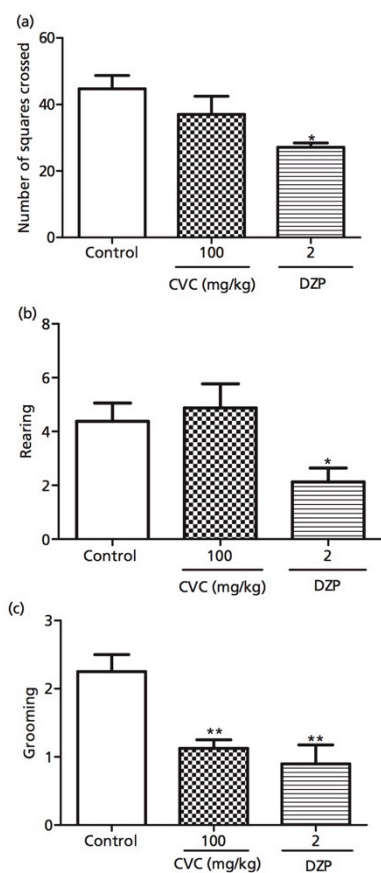 (a)
Number of squares crossed
60
40
20
0
*
Control
100
2
CVC (mg/kg)
DZP
(b)
Rearing
8
6
4
2
0
*
Control
100
2
CVC (mg/kg)
DZP
(c)
Grooming
3
2
1
0
**
**
Control
100
2
CVC (mg/kg)
DZP